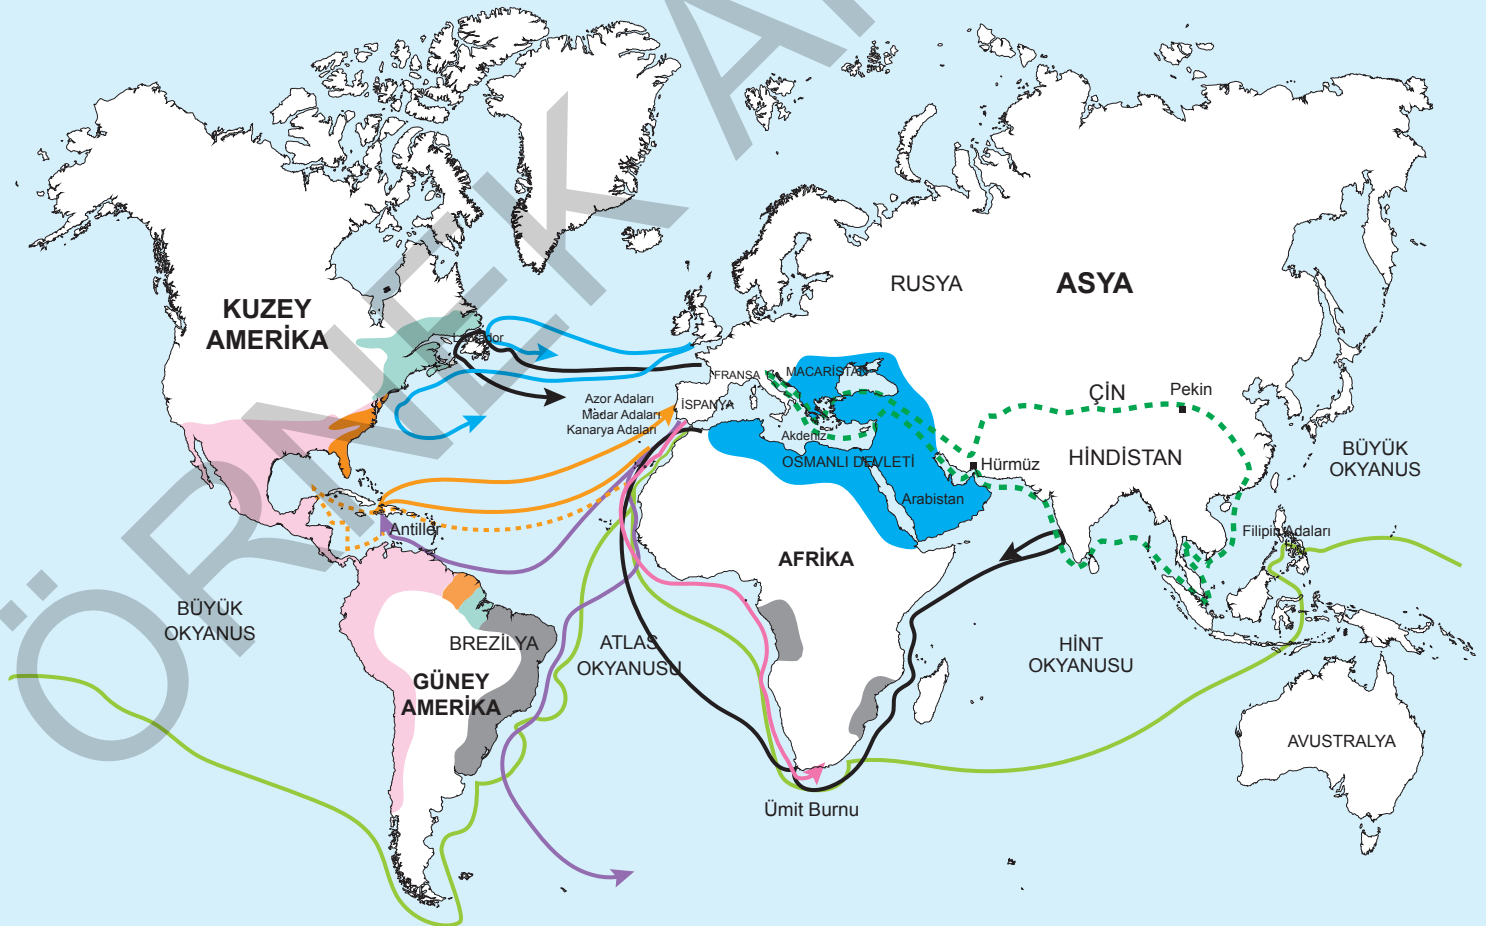 KUZEY
AMERİKA
Labrador
RUSYA
ASYA
FRANSA
MACARİSTAN
İSPANYA
Azor Adaları
Madar Adaları
Kanarya Adaları
Akdeniz
OSMANLI DEVLETİ
Arabistan
Hürmüz
ÇİN
Pekin
HİNDİSTAN
BÜYÜK
OKYANUS
Filipin Adaları
Antiller
AFRİKA
BÜYÜK
OKYANUS
BREZİLYA
ATLAS
OKYANUSU
GÜNEY
AMERİKA
HİNT
OKYANUSU
AVUSTRALYA
Ümit Burnu
ÖRNEK A